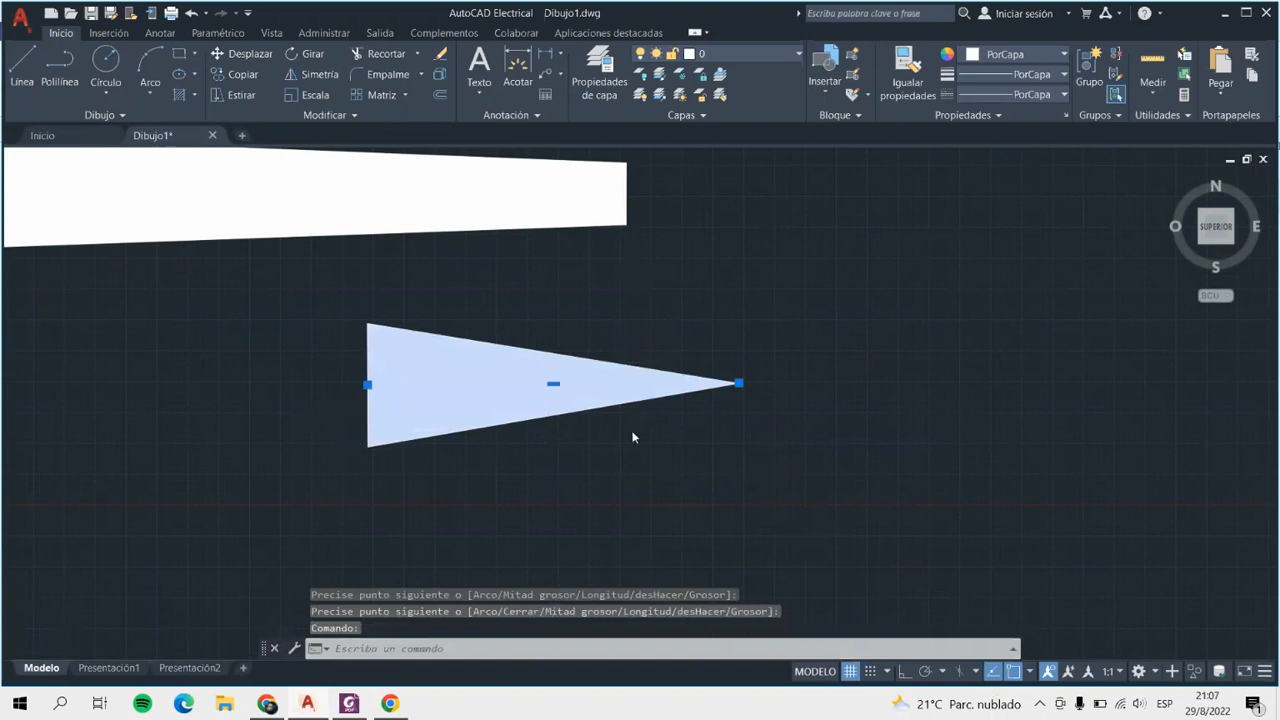 AutoCAD Electrical Dibujo1.dwg
Escriba palabra clave o frase
Iniciar sesión
Inicio Inserción Anotar Paramétrico Vista Administrar Salida Complementos Colaborar Aplicaciones destacadas
Línea Polilínea Círculo Arco
Desplazar Girar Recortar
Copiar Simetría Empalme
Estirar Escala Matriz
Texto Acotar
Propiedades de capa
0
Insertar
Igualar propiedades
PorCapa
PorCapa
PorCapa
Grupo
Medir
Pegar
Dibujo Modificar Anotación Capas Bloque Propiedades Grupos Utilidades Portapapeles
Inicio Dibujo1*
N
O SUPERIOR E
S
BCU
Precise punto siguiente o [Arco/Mitad grosor/Longitud/desHacer/Grosor]:
Precise punto siguiente o [Arco/Cerrar/Mitad grosor/Longitud/desHacer/Grosor]:
Comando:
Escriba un comando
Modelo Presentación1 Presentación2
MODELO 1:1
21°C Parc. nublado
ESP
21:07
29/8/2022
1